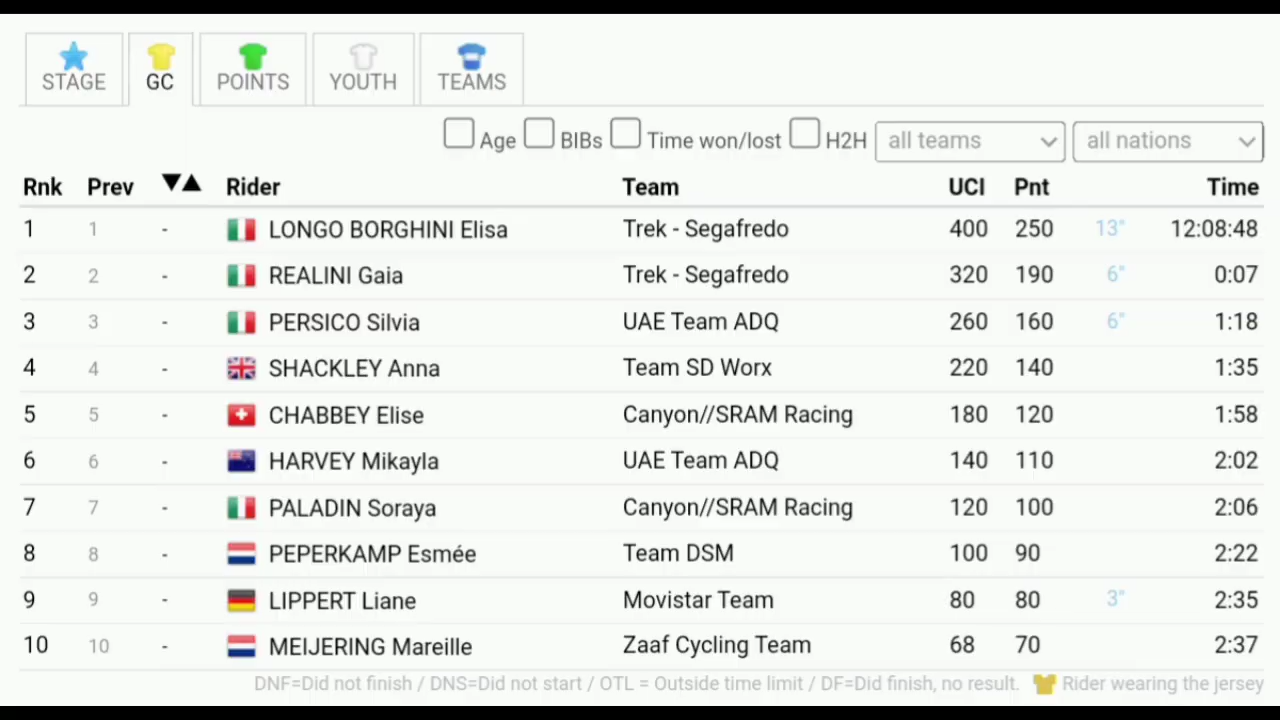 STAGE GC POINTS YOUTH TEAMS
Age BIBs Time won/lost H2H all teams all nations
Rnk Prev ▼▲ Rider Team UCI Pnt Time
1 1 - LONGO BORGHINI Elisa Trek - Segafredo 400 250 13" 12:08:48
2 2 - REALINI Gaia Trek - Segafredo 320 190 6" 0:07
3 3 - PERSICO Silvia UAE Team ADQ 260 160 6" 1:18
4 4 - SHACKLEY Anna Team SD Worx 220 140 1:35
5 5 - CHABBEY Elise Canyon//SRAM Racing 180 120 1:58
6 6 - HARVEY Mikayla UAE Team ADQ 140 110 2:02
7 7 - PALADIN Soraya Canyon//SRAM Racing 120 100 2:06
8 8 - PEPERKAMP Esmée Team DSM 100 90 2:22
9 9 - LIPPERT Liane Movistar Team 80 80 3" 2:35
10 10 - MEIJERING Mareille Zaaf Cycling Team 68 70 2:37
DNF=Did not finish / DNS=Did not start / OTL = Outside time limit / DF=Did finish, no result. Rider wearing the jersey